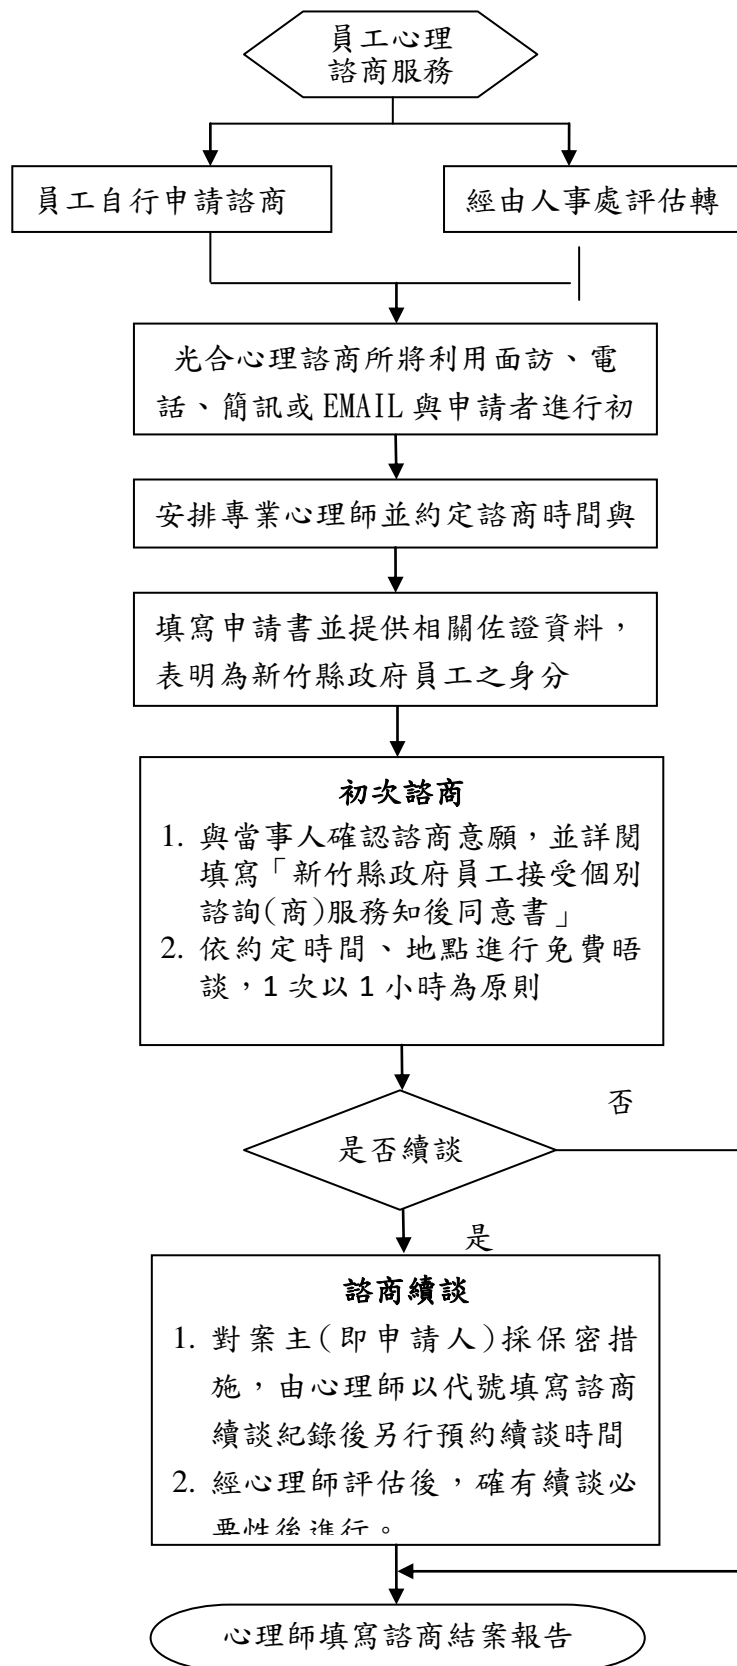 員工心理
諮商服務
員工自行申請諮商
經由人事處評估轉
光合心理諮商所將利用面訪、電
話、簡訊或 EMAIL 與申請者進行初
安排專業心理師並約定諮商時間與
填寫申請書並提供相關佐證資料，
表明為新竹縣政府員工之身分
初次諮商
1. 與當事人確認諮商意願，並詳閱
填寫「新竹縣政府員工接受個別
諮詢(商)服務知後同意書」
2. 依約定時間、地點進行免費晤
談，1 次以 1 小時為原則
否
是否續談
是
諮商續談
1. 對案主(即申請人)採保密措
施，由心理師以代號填寫諮商
續談紀錄後另行預約續談時間
2. 經心理師評估後，確有續談必
要性後進行。
心理師填寫諮商結案報告